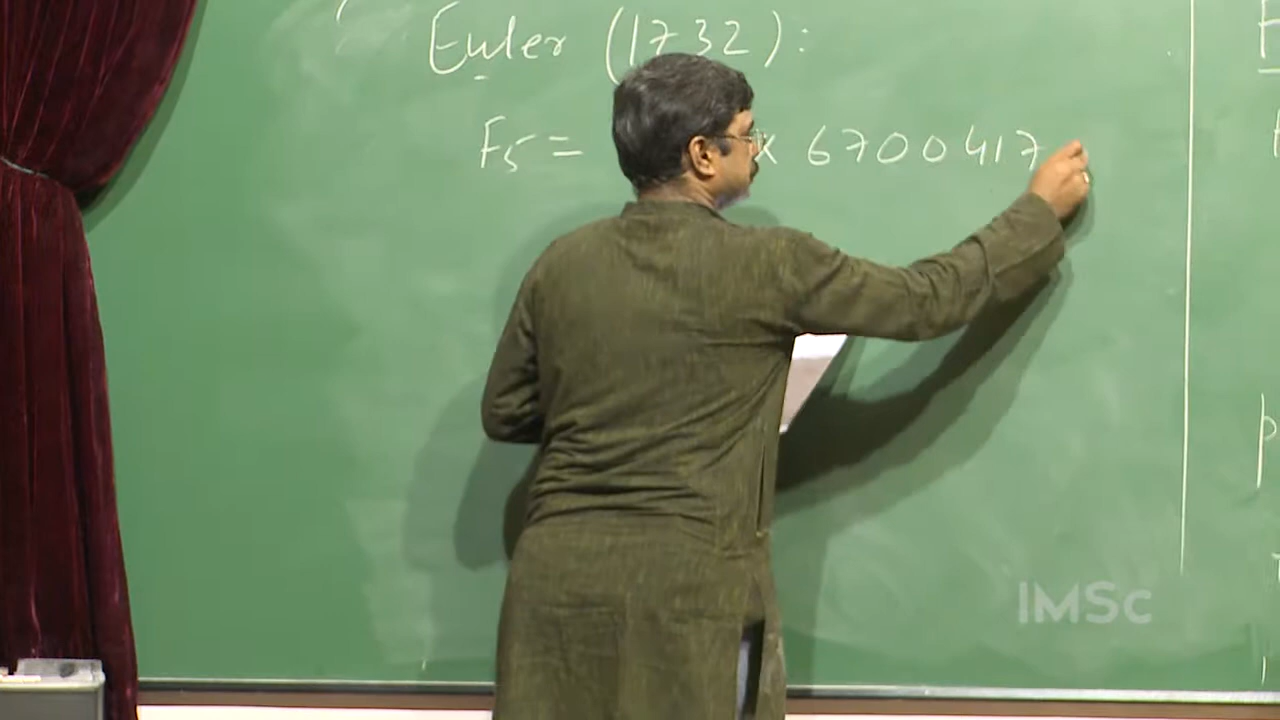 Euler (1732):
F5 = x 6700417
IMSc